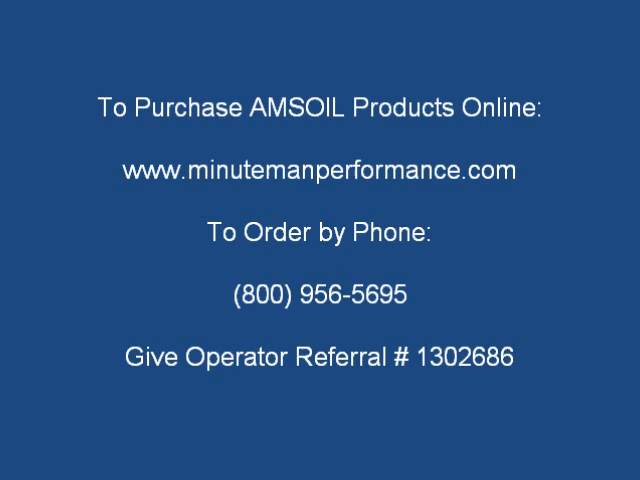 To Purchase AMSOIL Products Online:
www.minutemanperformance.com
To Order by Phone:
(800) 956-5695
Give Operator Referral # 1302686